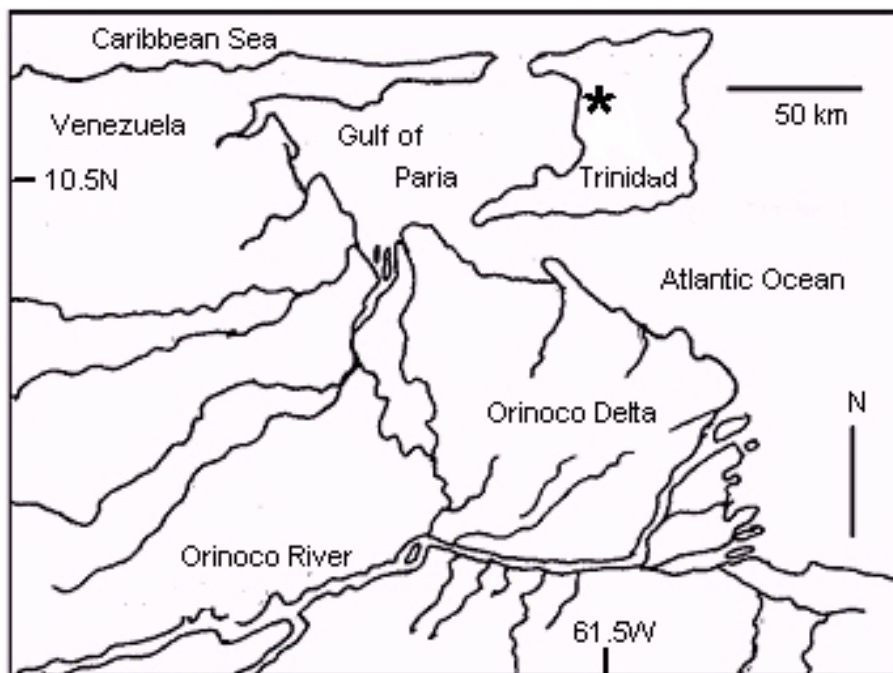 Caribbean Sea
50 km
Venezuela
Gulf of
Paria
10.5N
Trinidad
Atlantic Ocean
N
Orinoco Delta
Orinoco River
61.5W